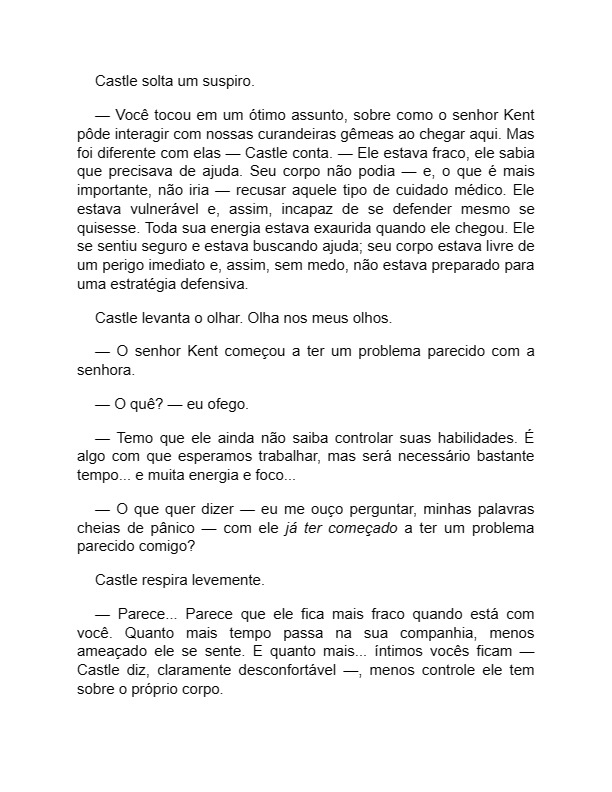 Castle solta um suspiro.
— Você tocou em um ótimo assunto, sobre como o senhor Kent
pôde interagir com nossas curandeiras gêmeas ao chegar aqui. Mas
foi diferente com elas — Castle conta. — Ele estava fraco, ele sabia
que precisava de ajuda. Seu corpo não podia — e, o que é mais
importante, não iria — recusar aquele tipo de cuidado médico. Ele
estava vulnerável e, assim, incapaz de se defender mesmo se
quisesse. Toda sua energia estava exaurida quando ele chegou. Ele
se sentiu seguro e estava buscando ajuda; seu corpo estava livre de
um perigo imediato e, assim, sem medo, não estava preparado para
uma estratégia defensiva.
Castle levanta o olhar. Olha nos meus olhos.
— O senhor Kent começou a ter um problema parecido com a
senhora.
— O quê? — eu ofego.
— Temo que ele ainda não saiba controlar suas habilidades. É
algo com que esperamos trabalhar, mas será necessário bastante
tempo... e muita energia e foco...
— O que quer dizer — eu me ouço perguntar, minhas palavras
cheias de pânico — com ele já ter começado a ter um problema
parecido comigo?
Castle respira levemente.
— Parece... Parece que ele fica mais fraco quando está com
você. Quanto mais tempo passa na sua companhia, menos
ameaçado ele se sente. E quanto mais... íntimos vocês ficam —
Castle diz, claramente desconfortável —, menos controle ele tem
sobre o próprio corpo.